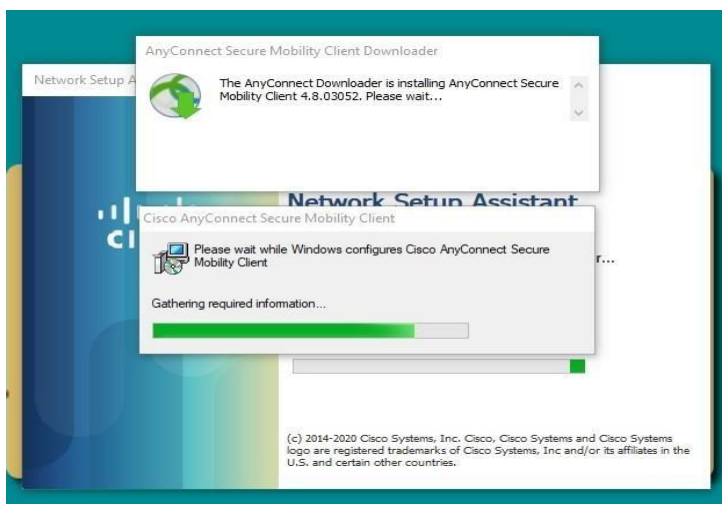 AnyConnect Secure Mobility Client Downloader
The AnyConnect Downloader is installing AnyConnect Secure
Mobility Client 4.8.03052. Please wait...
Network Setup A
Network Setup Assistant
Cisco AnyConnect Secure Mobility Client
Please wait while Windows configures Cisco AnyConnect Secure
Mobility Client
r...
Gathering required information...
(c) 2014-2020 Cisco Systems, Inc. Cisco, Cisco Systems and Cisco Systems
logo are registered trademarks of Cisco Systems, Inc and/or its affiliates in the
U.S. and certain other countries.